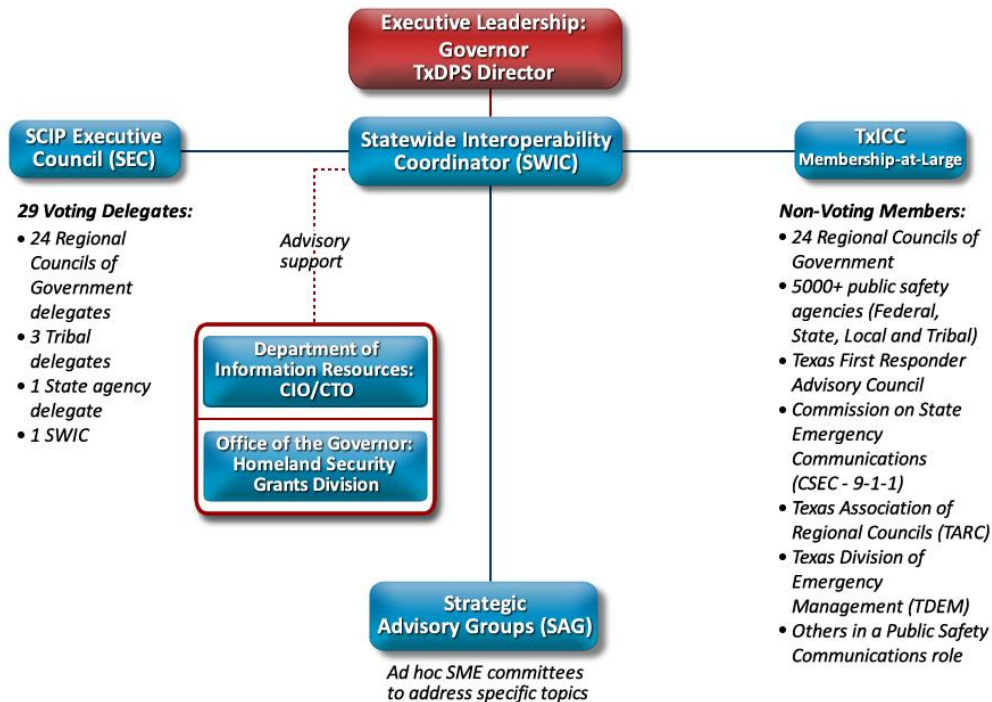 Executive Leadership:
Governor
TxDPS Director
SCIP Executive
Council (SEC)
Statewide Interoperability
Coordinator (SWIC)
TxICC
Membership-at-Large
29 Voting Delegates:
• 24 Regional
Councils of
Government
delegates
• 3 Tribal
delegates
• 1 State agency
delegate
• 1 SWIC
Advisory
support
Department of
Information Resources:
CIO/CTO
Office of the Governor:
Homeland Security
Grants Division
Non-Voting Members:
• 24 Regional Councils of
Government
• 5000+ public safety
agencies (Federal,
State, Local and Tribal)
• Texas First Responder
Advisory Council
• Commission on State
Emergency
Communications
(CSEC - 9-1-1)
• Texas Association of
Regional Councils (TARC)
• Texas Division of
Emergency
Management (TDEM)
• Others in a Public Safety
Communications role
Strategic
Advisory Groups (SAG)
Ad hoc SME committees
to address specific topics